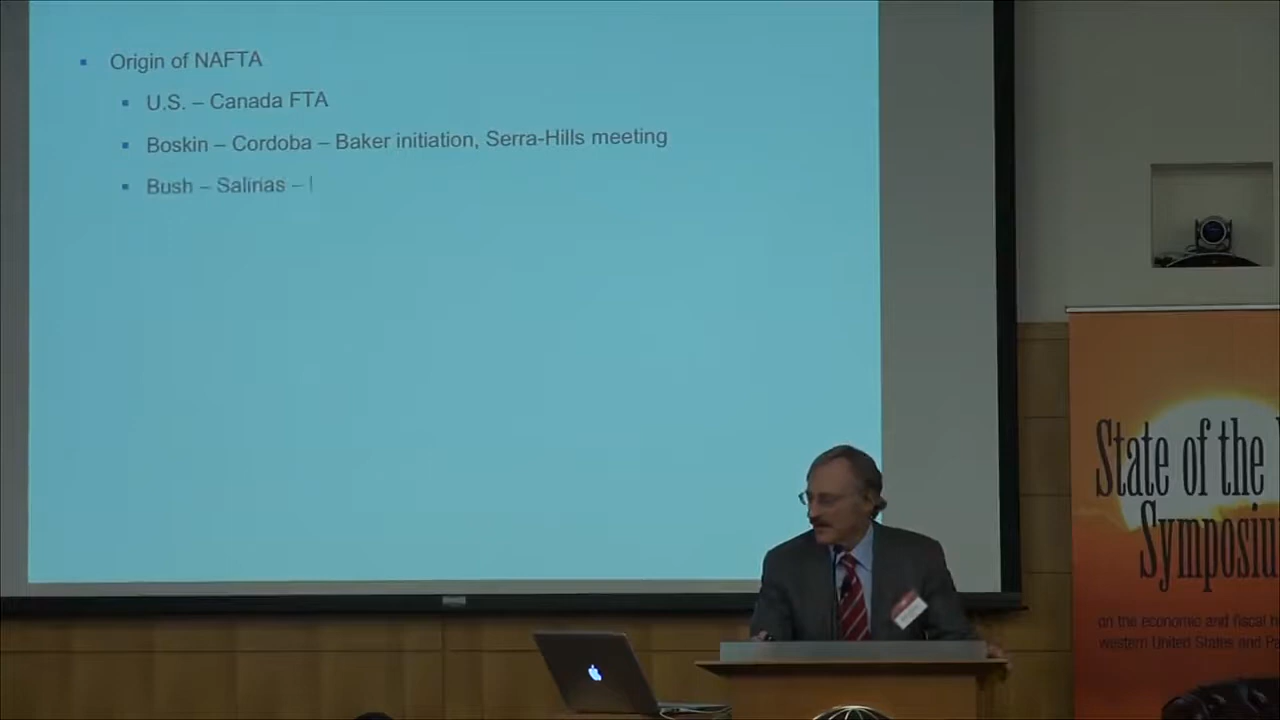 Origin of NAFTA
U.S. – Canada FTA
Boskin – Cordoba – Baker initiation, Serra-Hills meeting
Bush – Salinas –
State of the
Symposiu
on the economic and fiscal h
western United States and Pa